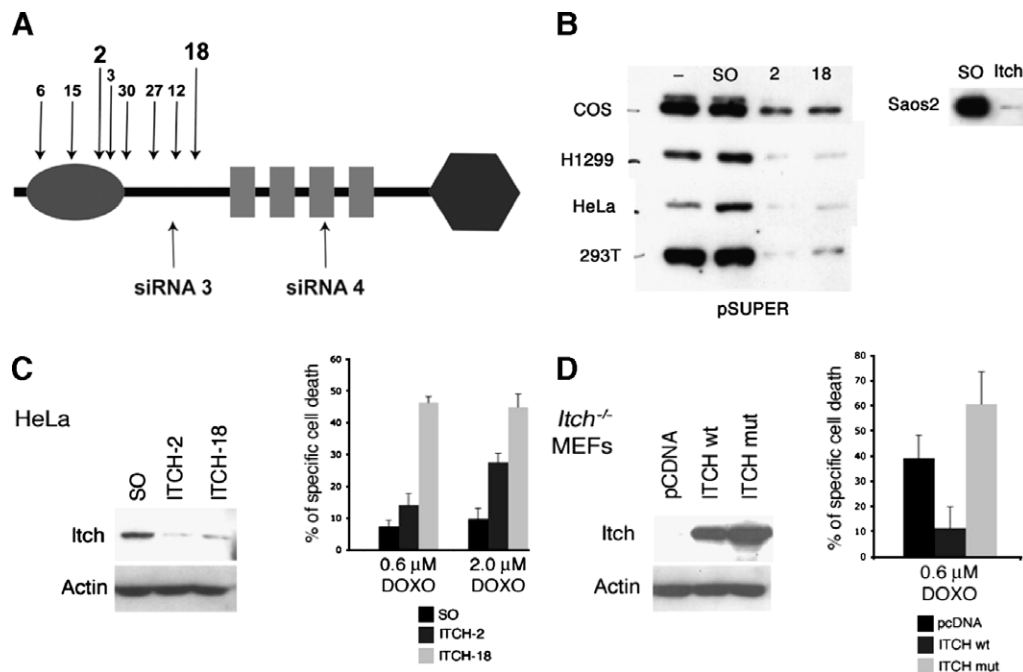 A
2
18
3
6
15
30
27
12
siRNA 3
siRNA 4
B
– SO 2 18
COS
H1299
HeLa
293T
pSUPER
SO Itch
Saos2
C
HeLa
SO
ITCH-2
ITCH-18
Itch
Actin
% of specific cell death
60
50
40
30
20
10
0
0.6 µM
DOXO
2.0 µM
DOXO
SO
ITCH-2
ITCH-18
D
Itch-/-
MEFs
pCDNA
ITCH wt
ITCH mut
Itch
Actin
% of specific cell death
80
70
60
50
40
30
20
10
0
0.6 µM
DOXO
pcDNA
ITCH wt
ITCH mut